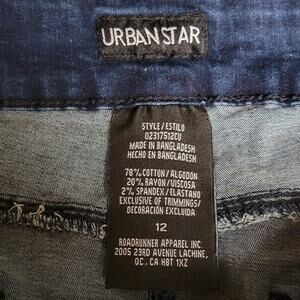 URBAN STAR
STYLE/ESTILO
02317512CU
MADE IN BANGLADESH
HECHO EN BANGLADESH
78% COTTON/ALGODÓN
20% RAYON/VISCOSA
2% SPANDEX/ELASTANO
EXCLUSIVE OF TRIMMINGS/
DECORACIÓN EXCLUIDA
12
ROADRUNNER APPAREL INC.
2005 23RD AVENUE LACHINE,
QC, CA H8T 1X2